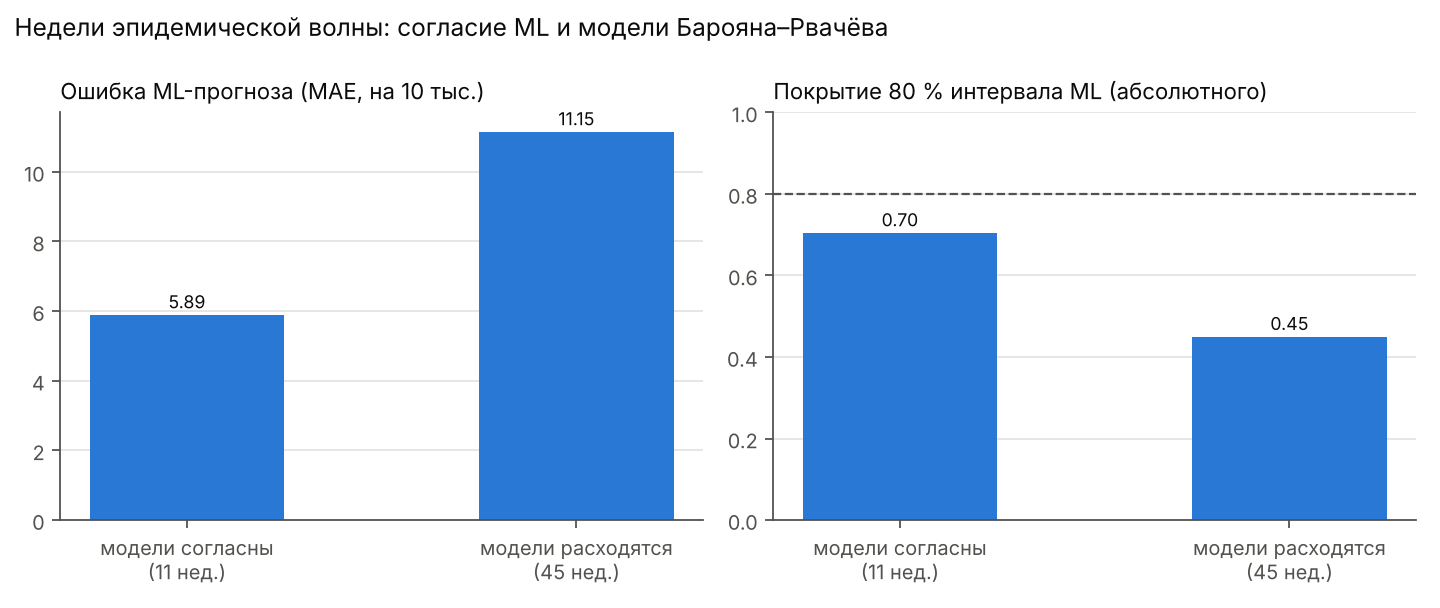 Недели эпидемической волны: согласие ML и модели Барояна–Рвачёва
Ошибка ML-прогноза (MAE, на 10 тыс.)
10
8
6
4
2
0
5.89
11.15
модели согласны
(11 нед.)
модели расходятся
(45 нед.)
Покрытие 80 % интервала ML (абсолютного)
1.0
0.8
0.6
0.4
0.2
0.0
0.70
0.45
модели согласны
(11 нед.)
модели расходятся
(45 нед.)